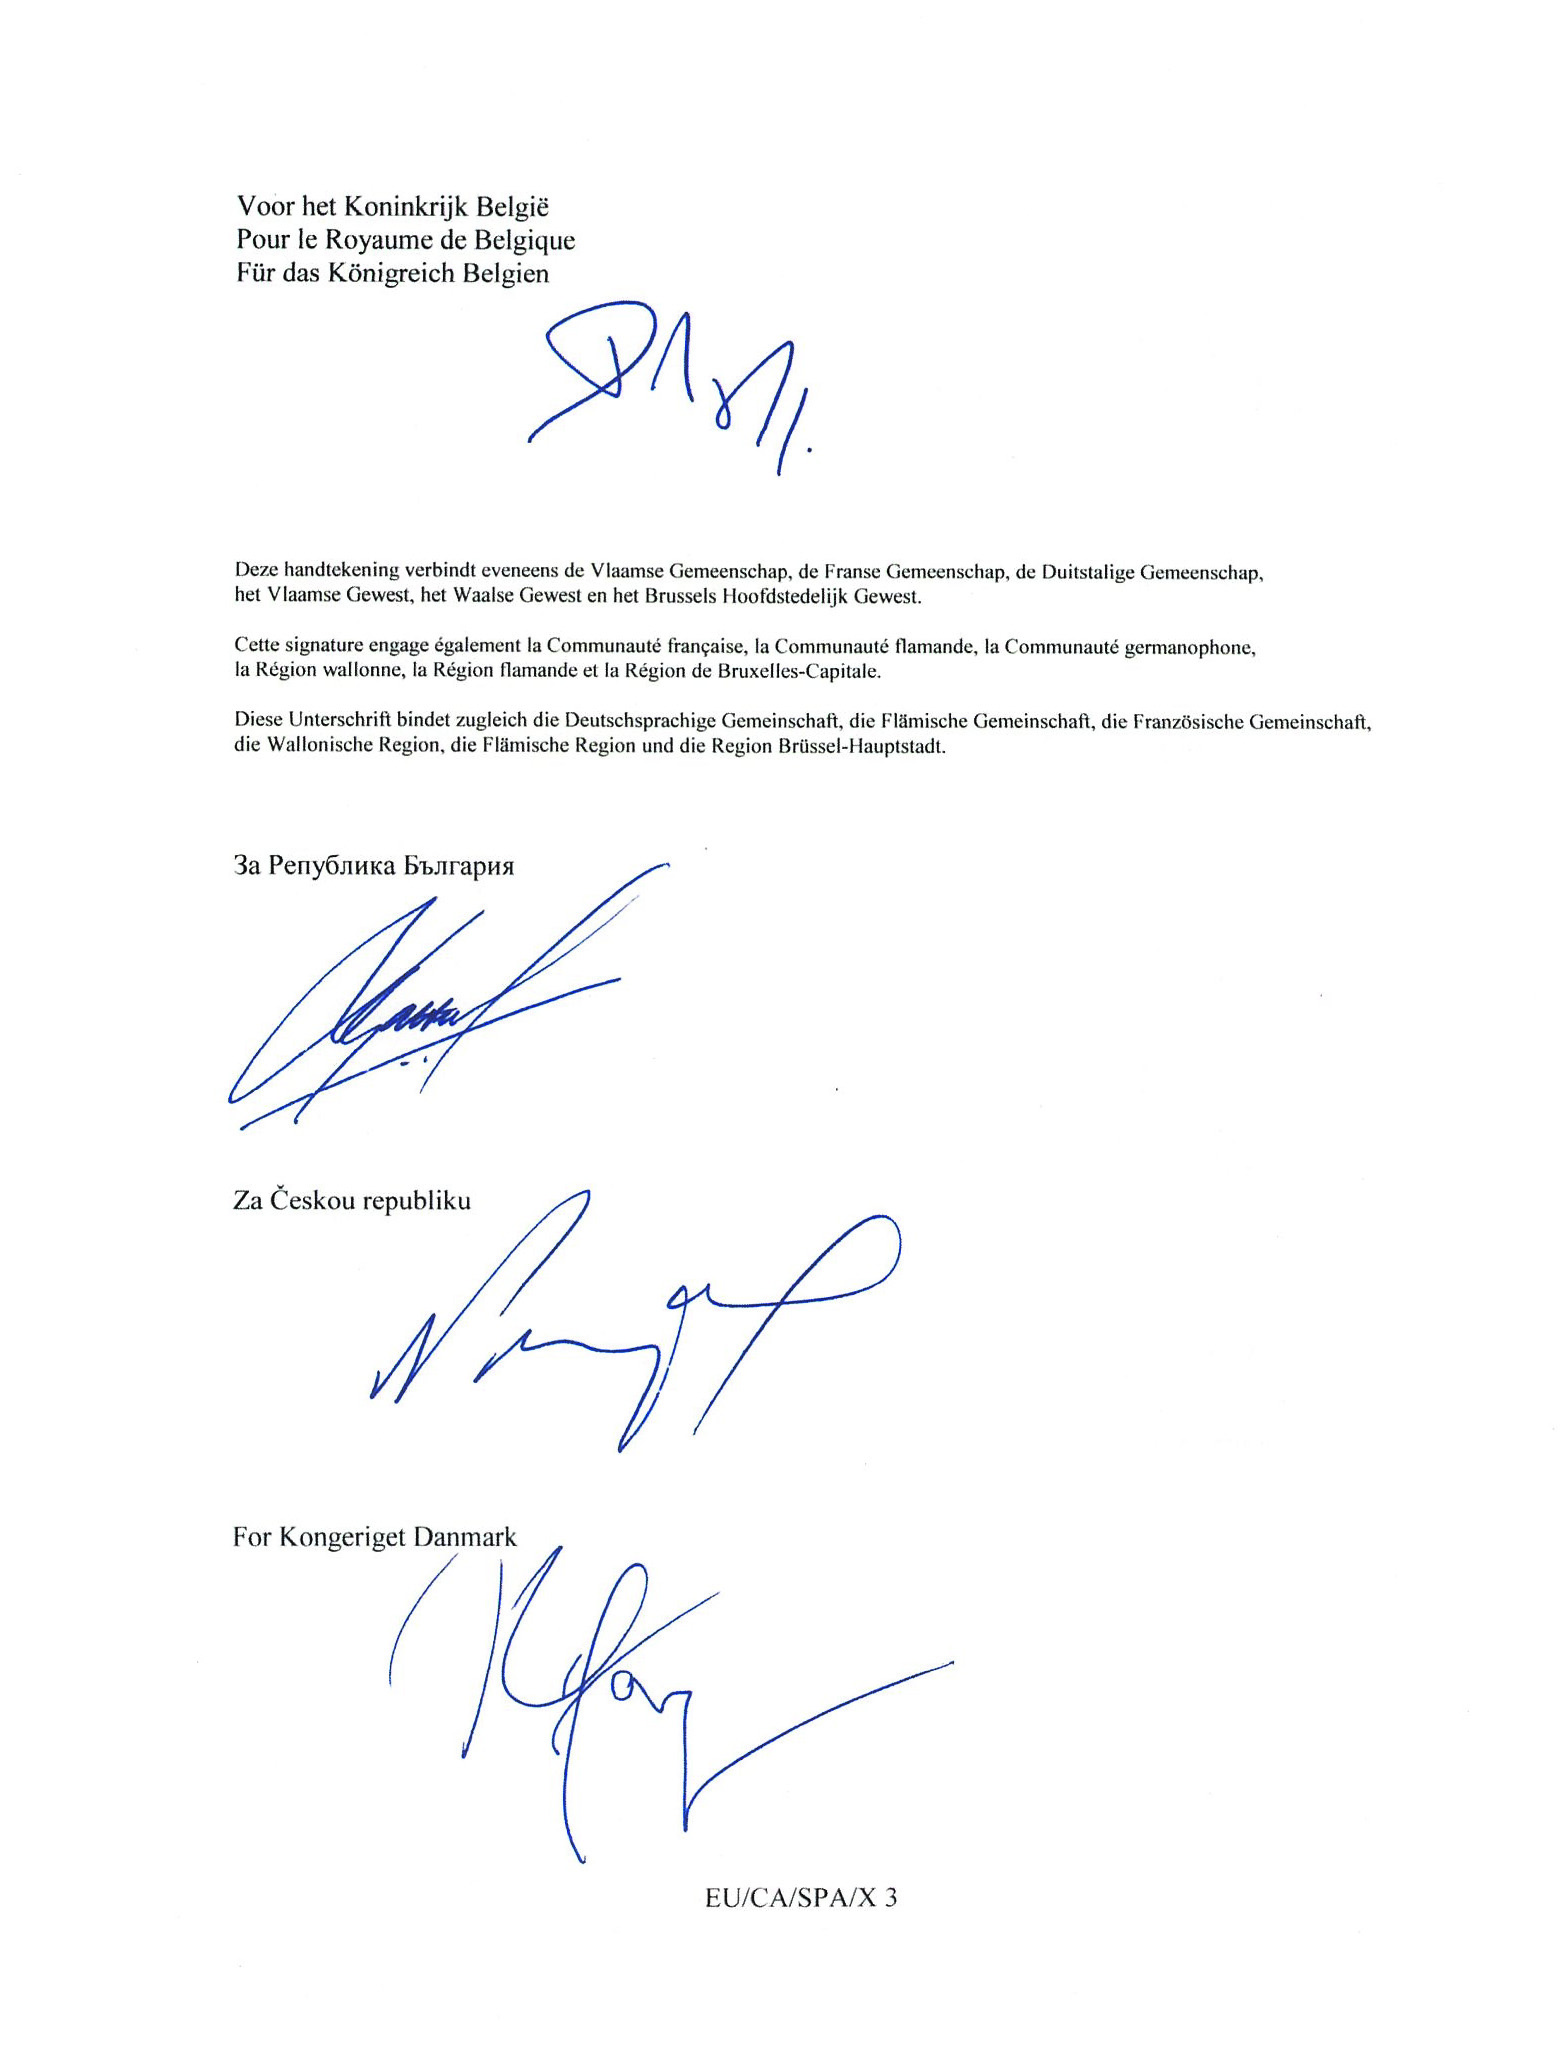 Voor het Koninkrijk België
Pour le Royaume de Belgique
Für das Königreich Belgien
Deze handtekening verbindt eveneens de Vlaamse Gemeenschap, de Franse Gemeenschap, de Duitstalige Gemeenschap,
het Vlaamse Gewest, het Waalse Gewest en het Brussels Hoofdstedelijk Gewest.
Cette signature engage également la Communauté française, la Communauté flamande, la Communauté germanophone,
la Région wallonne, la Région flamande et la Région de Bruxelles-Capitale.
Diese Unterschrift bindet zugleich die Deutschsprachige Gemeinschaft, die Flämische Gemeinschaft, die Französische Gemeinschaft,
die Wallonische Region, die Flämische Region und die Region Brüssel-Hauptstadt.
За Република България
Za Českou republiku
For Kongeriget Danmark
EU/CA/SPA/X 3